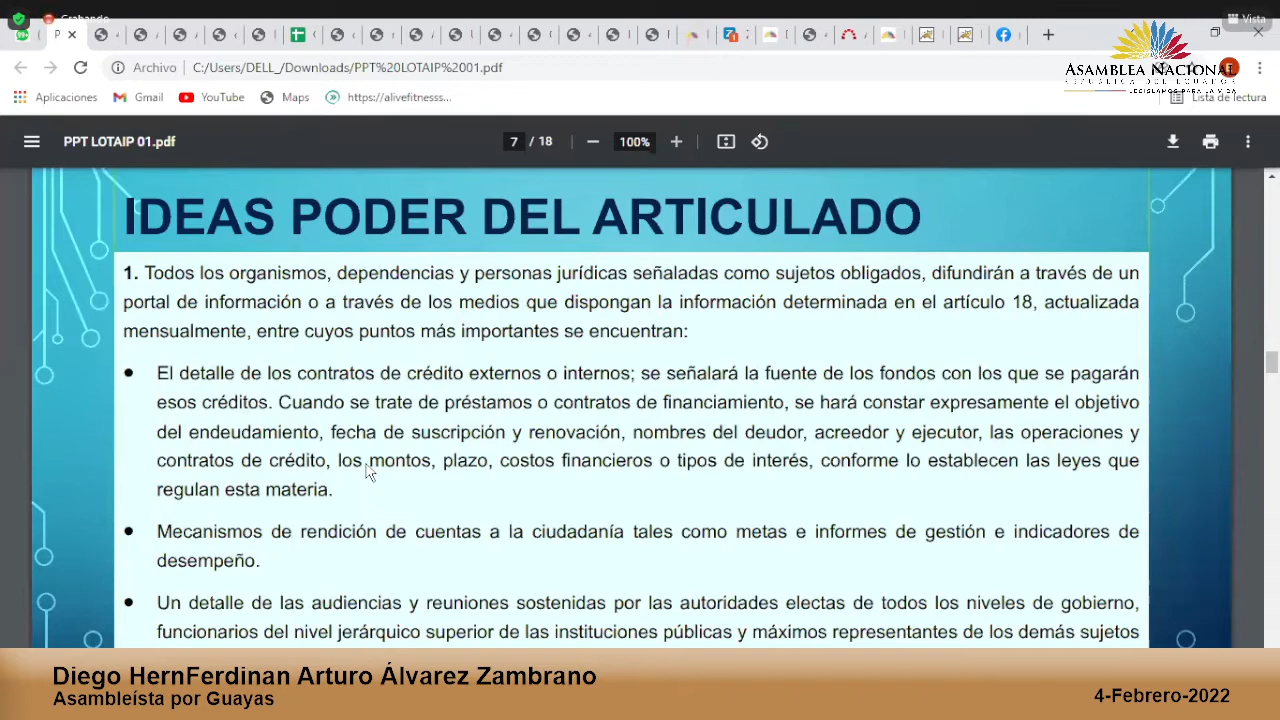 Grabando
Vista
Archivo C:/Users/DELL_/Downloads/PPT%20LOTAIP%2001.pdf
ASAMBLEA NACIONAL
REPÚBLICA DEL ECUADOR
LEGISLAMOS PARA LA VIDA
Aplicaciones Gmail YouTube Maps https://alivefitnesss... Lista de lectura
PPT LOTAIP 01.pdf 7 / 18 100%
IDEAS PODER DEL ARTICULADO
1. Todos los organismos, dependencias y personas jurídicas señaladas como sujetos obligados, difundirán a través de un
portal de información o a través de los medios que dispongan la información determinada en el artículo 18, actualizada
mensualmente, entre cuyos puntos más importantes se encuentran:
● El detalle de los contratos de crédito externos o internos; se señalará la fuente de los fondos con los que se pagarán
esos créditos. Cuando se trate de préstamos o contratos de financiamiento, se hará constar expresamente el objetivo
del endeudamiento, fecha de suscripción y renovación, nombres del deudor, acreedor y ejecutor, las operaciones y
contratos de crédito, los montos, plazo, costos financieros o tipos de interés, conforme lo establecen las leyes que
regulan esta materia.
● Mecanismos de rendición de cuentas a la ciudadanía tales como metas e informes de gestión e indicadores de
desempeño.
● Un detalle de las audiencias y reuniones sostenidas por las autoridades electas de todos los niveles de gobierno,
funcionarios del nivel jerárquico superior de las instituciones públicas y máximos representantes de los demás sujetos
Diego HernFerdinan Arturo Álvarez Zambrano
Asambleísta por Guayas
4-Febrero-2022